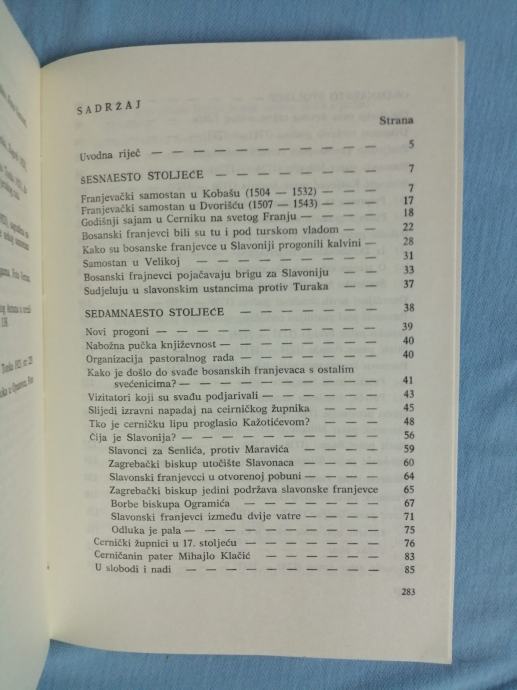 SADRŽAJ
Strana
Uvodna riječ — — — — — — — — — — 5
ŠESNAESTO STOLJEĆE — — — — — — — — 7
Franjevački samostan u Kobašu (1504 — 1532) — — — 7
Franjevački samostan u Dvorišću (1507 — 1543) — — — 17
Godišnji sajam u Cerniku na svetog Franju — — — — 18
Bosanski franjevci bili su tu i pod turskom vladom — — 22
Kako su bosanske franjevce u Slavoniji progonili kalvini — 28
Samostan u Velikoj — — — — — — — — 31
Bosanski frajnevci pojačavaju brigu za Slavoniju — — 33
Sudjeluju u slavonskim ustancima protiv Turaka — — 37
SEDAMNAESTO STOLJEĆE — — — — — — — 38
Novi progoni — — — — — — — — — — 39
Nabožna pučka književnost — — — — — — — 40
Organizacija pastoralnog rada — — — — — — 40
Kako je došlo do svađe bosanskih franjevaca s ostalim
svećenicima? — — — — — — — — — 41
Vizitatori koji su svađu podjarivali — — — — — 43
Slijedi izravni napadaj na ceirničkog župnika — — — 45
Tko je cerničku lipu proglasio Kažotićevom? — — — 48
Čija je Slavonija? — — — — — — — — — 56
Slavonci za Senlića, protiv Maravića — — — — 59
Zagrebački biskup utočište Slavonaca — — — — 60
Slavonski franjevcci u otvorenoj pobuni — — — 64
Zagrebački biskup jedini podržava slavonske franjevce 65
Borbe biskupa Ogramića — — — — — — — 67
Slavonski franjevci između dvije vatre — — — — 71
Odluka je pala — — — — — — — — — 75
Cernički župnici u 17. stoljeću — — — — — — 76
Cerničanin pater Mihajlo Klačić — — — — — 83
U slobodi i nadi — — — — — — — — — 85
283